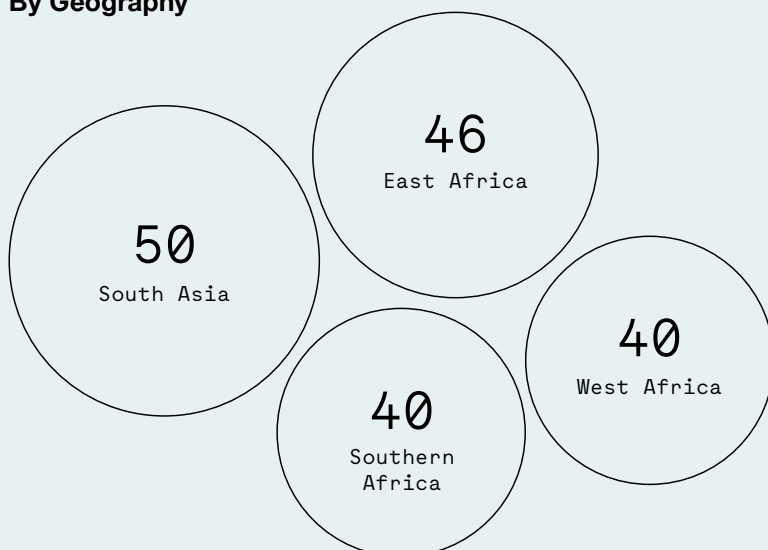 By Geography
46
East Africa
50
South Asia
40
West Africa
40
Southern
Africa